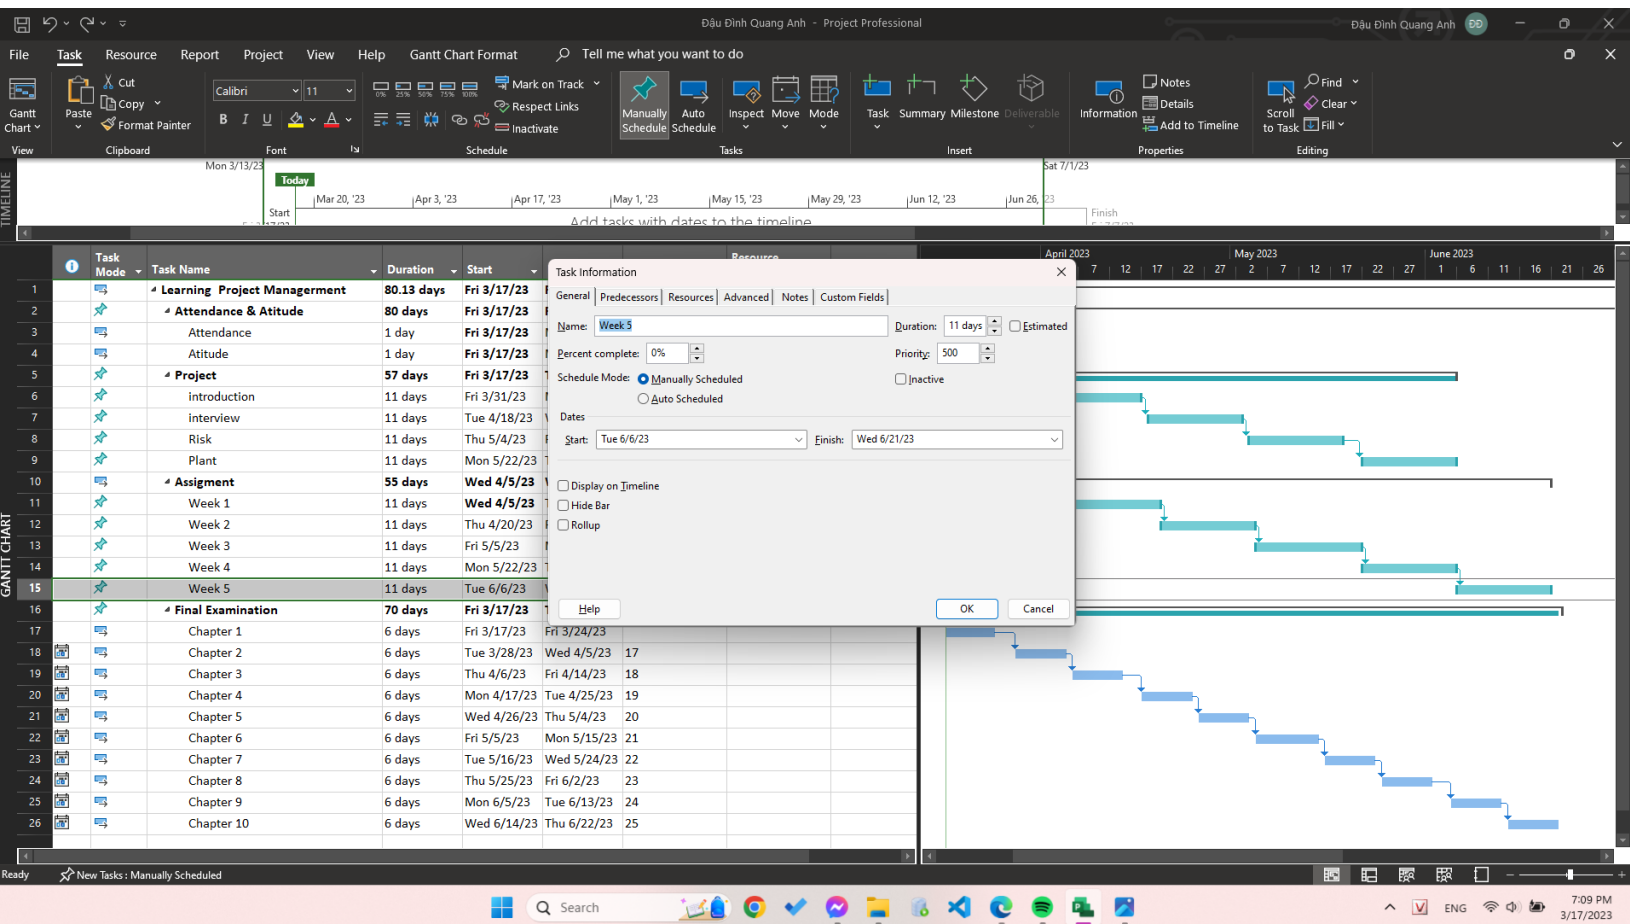 Đậu Đình Quang Anh - Project Professional
Đậu Đình Quang Anh ĐĐ
File Task Resource Report Project View Help Gantt Chart Format Tell me what you want to do
Gantt Chart
View
Paste
Cut
Copy
Format Painter
Clipboard
Calibri 11
B I U A
Font
0% 25% 50% 75% 100%
Mark on Track
Respect Links
Inactivate
Schedule
Manually Schedule
Auto Schedule
Inspect Move Mode
Tasks
Task Summary Milestone Deliverable
Insert
Information
Notes
Details
Add to Timeline
Properties
Scroll to Task
Find
Clear
Fill
Editing
TIMELINE
Mon 3/13/23 Sat 7/1/23
Today
Mar 20, '23 Apr 3, '23 Apr 17, '23 May 1, '23 May 15, '23 May 29, '23 Jun 12, '23 Jun 26, '23
Start Finish
Add tasks with dates to the timeline
GANTT CHART
Task Mode Task Name Duration Start Resource
April 2023 May 2023 June 2023
7 12 17 22 27 2 7 12 17 22 27 1 6 11 16 21 26
1 Learning Project Managerment 80.13 days Fri 3/17/23
2 Attendance & Atitude 80 days Fri 3/17/23
3 Attendance 1 day Fri 3/17/23
4 Atitude 1 day Fri 3/17/23
5 Project 57 days Fri 3/17/23
6 introduction 11 days Fri 3/31/23
7 interview 11 days Tue 4/18/23
8 Risk 11 days Thu 5/4/23
9 Plant 11 days Mon 5/22/23
10 Assigment 55 days Wed 4/5/23
11 Week 1 11 days Wed 4/5/23
12 Week 2 11 days Thu 4/20/23
13 Week 3 11 days Fri 5/5/23
14 Week 4 11 days Mon 5/22/23
15 Week 5 11 days Tue 6/6/23
16 Final Examination 70 days Fri 3/17/23
17 Chapter 1 6 days Fri 3/17/23 Fri 3/24/23
18 Chapter 2 6 days Tue 3/28/23 Wed 4/5/23 17
19 Chapter 3 6 days Thu 4/6/23 Fri 4/14/23 18
20 Chapter 4 6 days Mon 4/17/23 Tue 4/25/23 19
21 Chapter 5 6 days Wed 4/26/23 Thu 5/4/23 20
22 Chapter 6 6 days Fri 5/5/23 Mon 5/15/23 21
23 Chapter 7 6 days Tue 5/16/23 Wed 5/24/23 22
24 Chapter 8 6 days Thu 5/25/23 Fri 6/2/23 23
25 Chapter 9 6 days Mon 6/5/23 Tue 6/13/23 24
26 Chapter 10 6 days Wed 6/14/23 Thu 6/22/23 25
Task Information
General Predecessors Resources Advanced Notes Custom Fields
Name: Week 5 Duration: 11 days Estimated
Percent complete: 0% Priority: 500
Schedule Mode: Manually Scheduled Inactive
Auto Scheduled
Dates
Start: Tue 6/6/23 Finish: Wed 6/21/23
Display on Timeline
Hide Bar
Rollup
Help OK Cancel
Ready New Tasks : Manually Scheduled
Search
V ENG 7:09 PM
3/17/2023